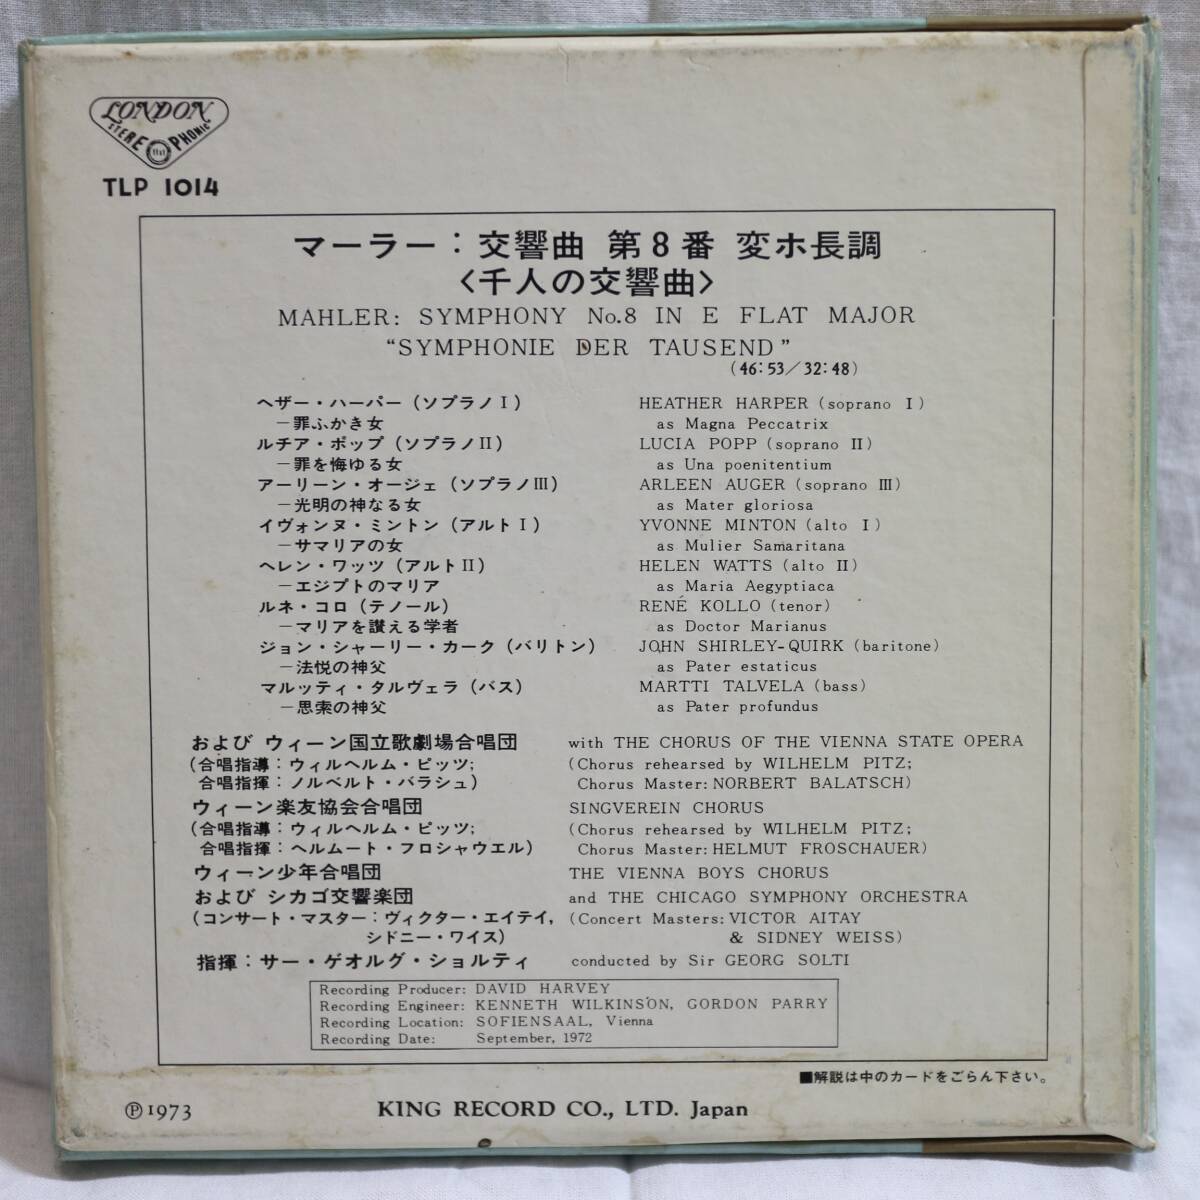 LONDON
STEREOPHONIC
ffss
TLP 1014
マーラー：交響曲 第8番 変ホ長調
〈千人の交響曲〉
MAHLER: SYMPHONY No.8 IN E FLAT MAJOR
“SYMPHONIE DER TAUSEND”
(46:53/32:48)
ヘザー・ハーパー（ソプラノⅠ） HEATHER HARPER (soprano Ⅰ)
－罪ふかき女 as Magna Peccatrix
ルチア・ポップ（ソプラノⅡ） LUCIA POPP (soprano Ⅱ)
－罪を悔ゆる女 as Una poenitentium
アーリーン・オージェ（ソプラノⅢ） ARLEEN AUGER (soprano Ⅲ)
－光明の神なる女 as Mater gloriosa
イヴォンヌ・ミントン（アルトⅠ） YVONNE MINTON (alto Ⅰ)
－サマリアの女 as Mulier Samaritana
ヘレン・ワッツ（アルトⅡ） HELEN WATTS (alto Ⅱ)
－エジプトのマリア as Maria Aegyptiaca
ルネ・コロ（テノール） RENÉ KOLLO (tenor)
－マリアを讃える学者 as Doctor Marianus
ジョン・シャーリー・カーク（バリトン） JOHN SHIRLEY-QUIRK (baritone)
－法悦の神父 as Pater estaticus
マルッティ・タルヴェラ（バス） MARTTI TALVELA (bass)
－思索の神父 as Pater profundus
および ウィーン国立歌劇場合唱団 with THE CHORUS OF THE VIENNA STATE OPERA
（合唱指導：ウィルヘルム・ピッツ; (Chorus rehearsed by WILHELM PITZ;
合唱指揮：ノルベルト・バラシュ） Chorus Master: NORBERT BALATSCH)
ウィーン楽友協会合唱団 SINGVEREIN CHORUS
（合唱指導：ウィルヘルム・ピッツ; (Chorus rehearsed by WILHELM PITZ;
合唱指揮：ヘルムート・フロシャウエル） Chorus Master: HELMUT FROSCHAUER)
ウィーン少年合唱団 THE VIENNA BOYS CHORUS
および シカゴ交響楽団 and THE CHICAGO SYMPHONY ORCHESTRA
（コンサート・マスター：ヴィクター・エイテイ, (Concert Masters: VICTOR AITAY
シドニー・ワイス） & SIDNEY WEISS)
指揮：サー・ゲオルグ・ショルティ conducted by Sir GEORG SOLTI
Recording Producer: DAVID HARVEY
Recording Engineer: KENNETH WILKINSON, GORDON PARRY
Recording Location: SOFIENSAAL, Vienna
Recording Date: September, 1972
■解説は中のカードをごらん下さい。
Ⓟ1973 KING RECORD CO., LTD. Japan